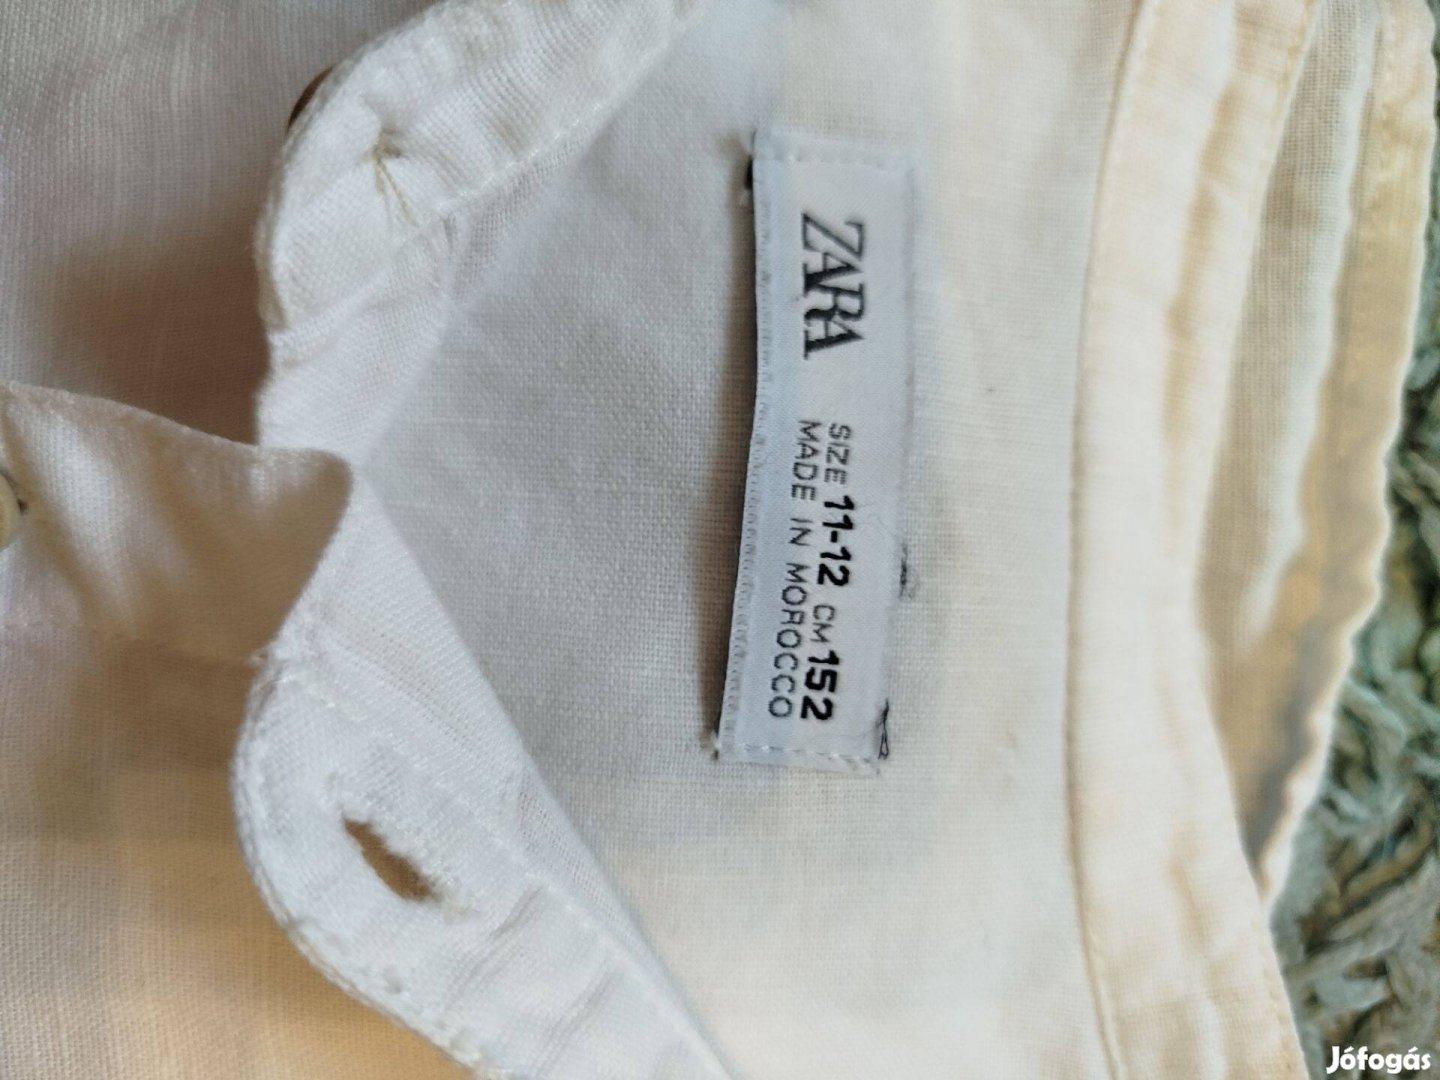 ZARA
SIZE 11-12 CM 152
MADE IN MOROCCO
Jófogás